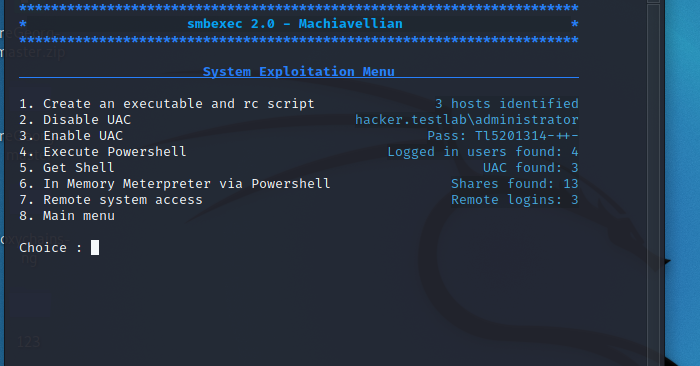 **********************************************************************
* smbexec 2.0 - Machiavellian *
**********************************************************************
System Exploitation Menu
1. Create an executable and rc script 3 hosts identified
2. Disable UAC hacker.testlab\administrator
3. Enable UAC Pass: Tl5201314-++-
4. Execute Powershell Logged in users found: 4
5. Get Shell UAC found: 3
6. In Memory Meterpreter via Powershell Shares found: 13
7. Remote system access Remote logins: 3
8. Main menu
Choice :
123